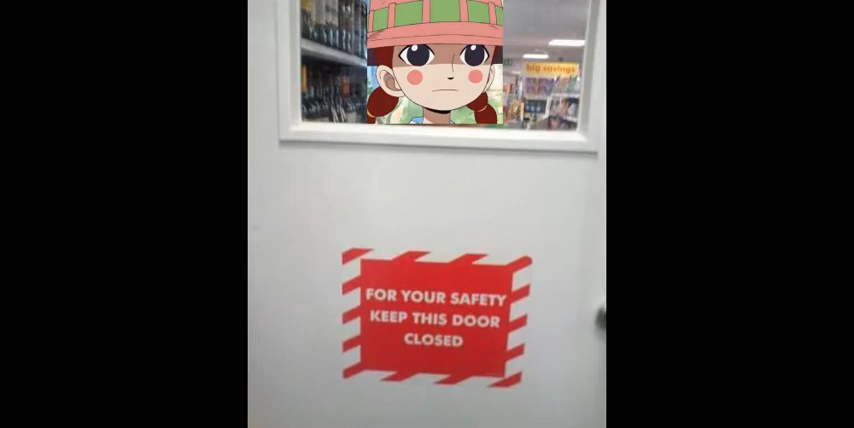 big savings
FOR YOUR SAFETY
KEEP THIS DOOR
CLOSED